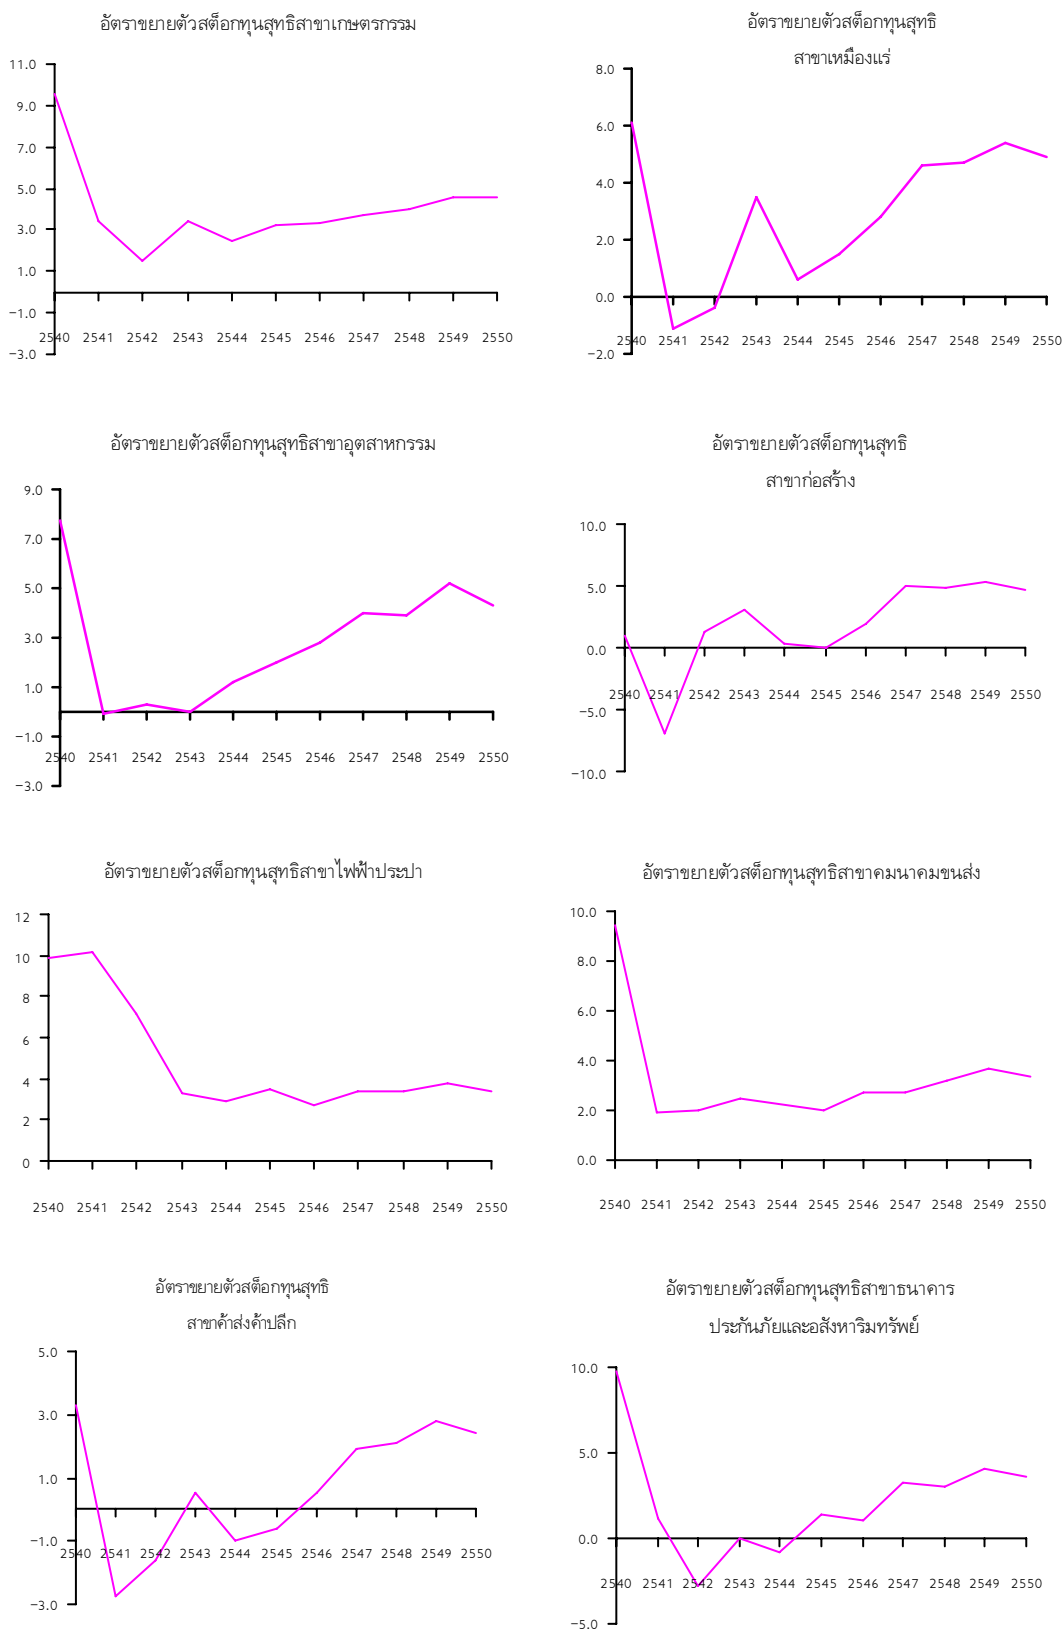 อัตราขยายตัวสต็อกทุนสุทธิสาขาเกษตรกรรม
11.0
9.0
7.0
5.0
3.0
1.0
−1.0
−3.0
2540 2541 2542 2543 2544 2545 2546 2547 2548 2549 2550
อัตราขยายตัวสต็อกทุนสุทธิ
สาขาเหมืองแร่
8.0
6.0
4.0
2.0
0.0
−2.0
2540 2541 2542 2543 2544 2545 2546 2547 2548 2549 2550
อัตราขยายตัวสต็อกทุนสุทธิสาขาอุตสาหกรรม
9.0
7.0
5.0
3.0
1.0
−1.0
−3.0
2540 2541 2542 2543 2544 2545 2546 2547 2548 2549 2550
อัตราขยายตัวสต็อกทุนสุทธิ
สาขาก่อสร้าง
10.0
5.0
0.0
−5.0
−10.0
2540 2541 2542 2543 2544 2545 2546 2547 2548 2549 2550
อัตราขยายตัวสต็อกทุนสุทธิสาขาไฟฟ้าประปา
12
10
8
6
4
2
0
2540 2541 2542 2543 2544 2545 2546 2547 2548 2549 2550
อัตราขยายตัวสต็อกทุนสุทธิสาขาคมนาคมขนส่ง
10.0
8.0
6.0
4.0
2.0
0.0
2540 2541 2542 2543 2544 2545 2546 2547 2548 2549 2550
อัตราขยายตัวสต็อกทุนสุทธิ
สาขาค้าส่งค้าปลีก
5.0
3.0
1.0
−1.0
−3.0
2540 2541 2542 2543 2544 2545 2546 2547 2548 2549 2550
อัตราขยายตัวสต็อกทุนสุทธิสาขาธนาคาร
ประกันภัยและอสังหาริมทรัพย์
10.0
5.0
0.0
−5.0
2540 2541 2542 2543 2544 2545 2546 2547 2548 2549 2550